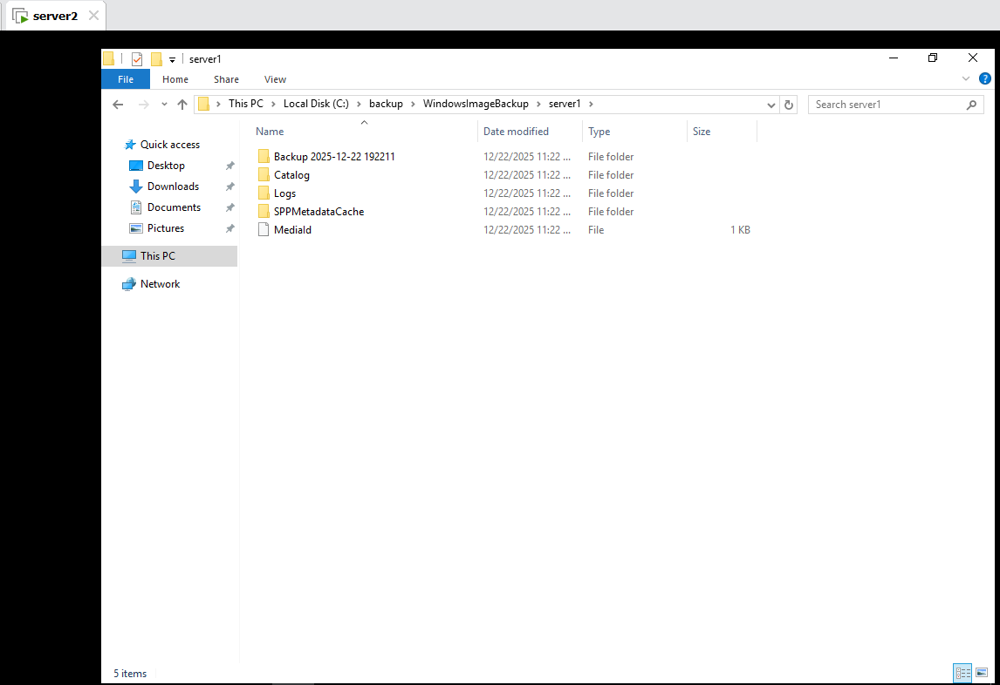 server2
server1
File Home Share View
This PC Local Disk (C:) backup WindowsImageBackup server1
Search server1
Name Date modified Type Size
Quick access
Desktop
Downloads
Documents
Pictures
This PC
Network
Backup 2025-12-22 192211 12/22/2025 11:22 ... File folder
Catalog 12/22/2025 11:22 ... File folder
Logs 12/22/2025 11:22 ... File folder
SPPMetadataCache 12/22/2025 11:22 ... File folder
MediaId 12/22/2025 11:22 ... File 1 KB
5 items